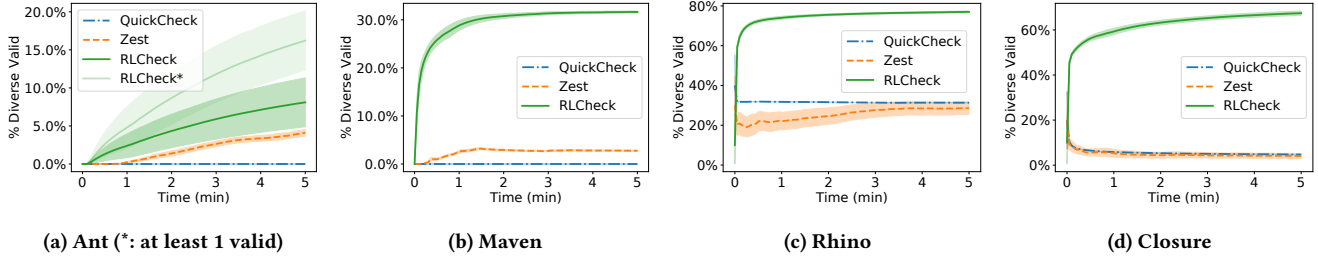 % Diverse Valid
20.0%
15.0%
10.0%
5.0%
0.0%
QuickCheck
Zest
RLCheck
RLCheck*
0 1 2 3 4 5
Time (min)
(a) Ant (*: at least 1 valid)
% Diverse Valid
30.0%
20.0%
10.0%
0.0%
QuickCheck
Zest
RLCheck
0 1 2 3 4 5
Time (min)
(b) Maven
% Diverse Valid
80%
60%
40%
20%
0%
QuickCheck
Zest
RLCheck
0 1 2 3 4 5
Time (min)
(c) Rhino
% Diverse Valid
60%
40%
20%
0%
QuickCheck
Zest
RLCheck
0 1 2 3 4 5
Time (min)
(d) Closure